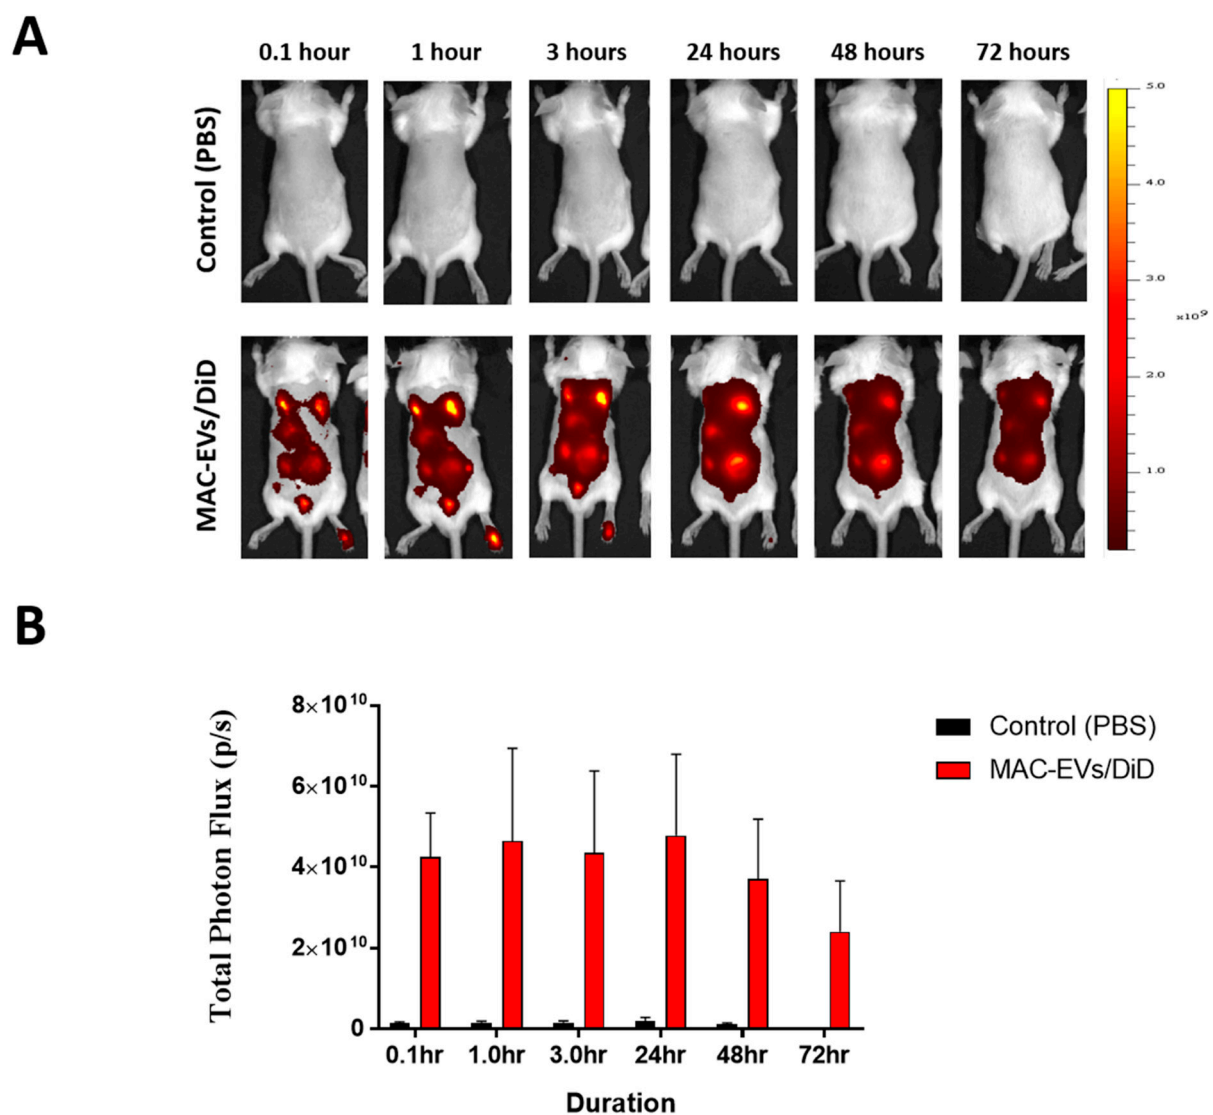 A
0.1 hour 1 hour 3 hours 24 hours 48 hours 72 hours
Control (PBS)
MAC-EVs/DiD
5.0
4.0
3.0
×10⁹
2.0
1.0
B
Total Photon Flux (p/s)
8×10¹⁰
6×10¹⁰
4×10¹⁰
2×10¹⁰
0
0.1hr 1.0hr 3.0hr 24hr 48hr 72hr
Duration
Control (PBS)
MAC-EVs/DiD